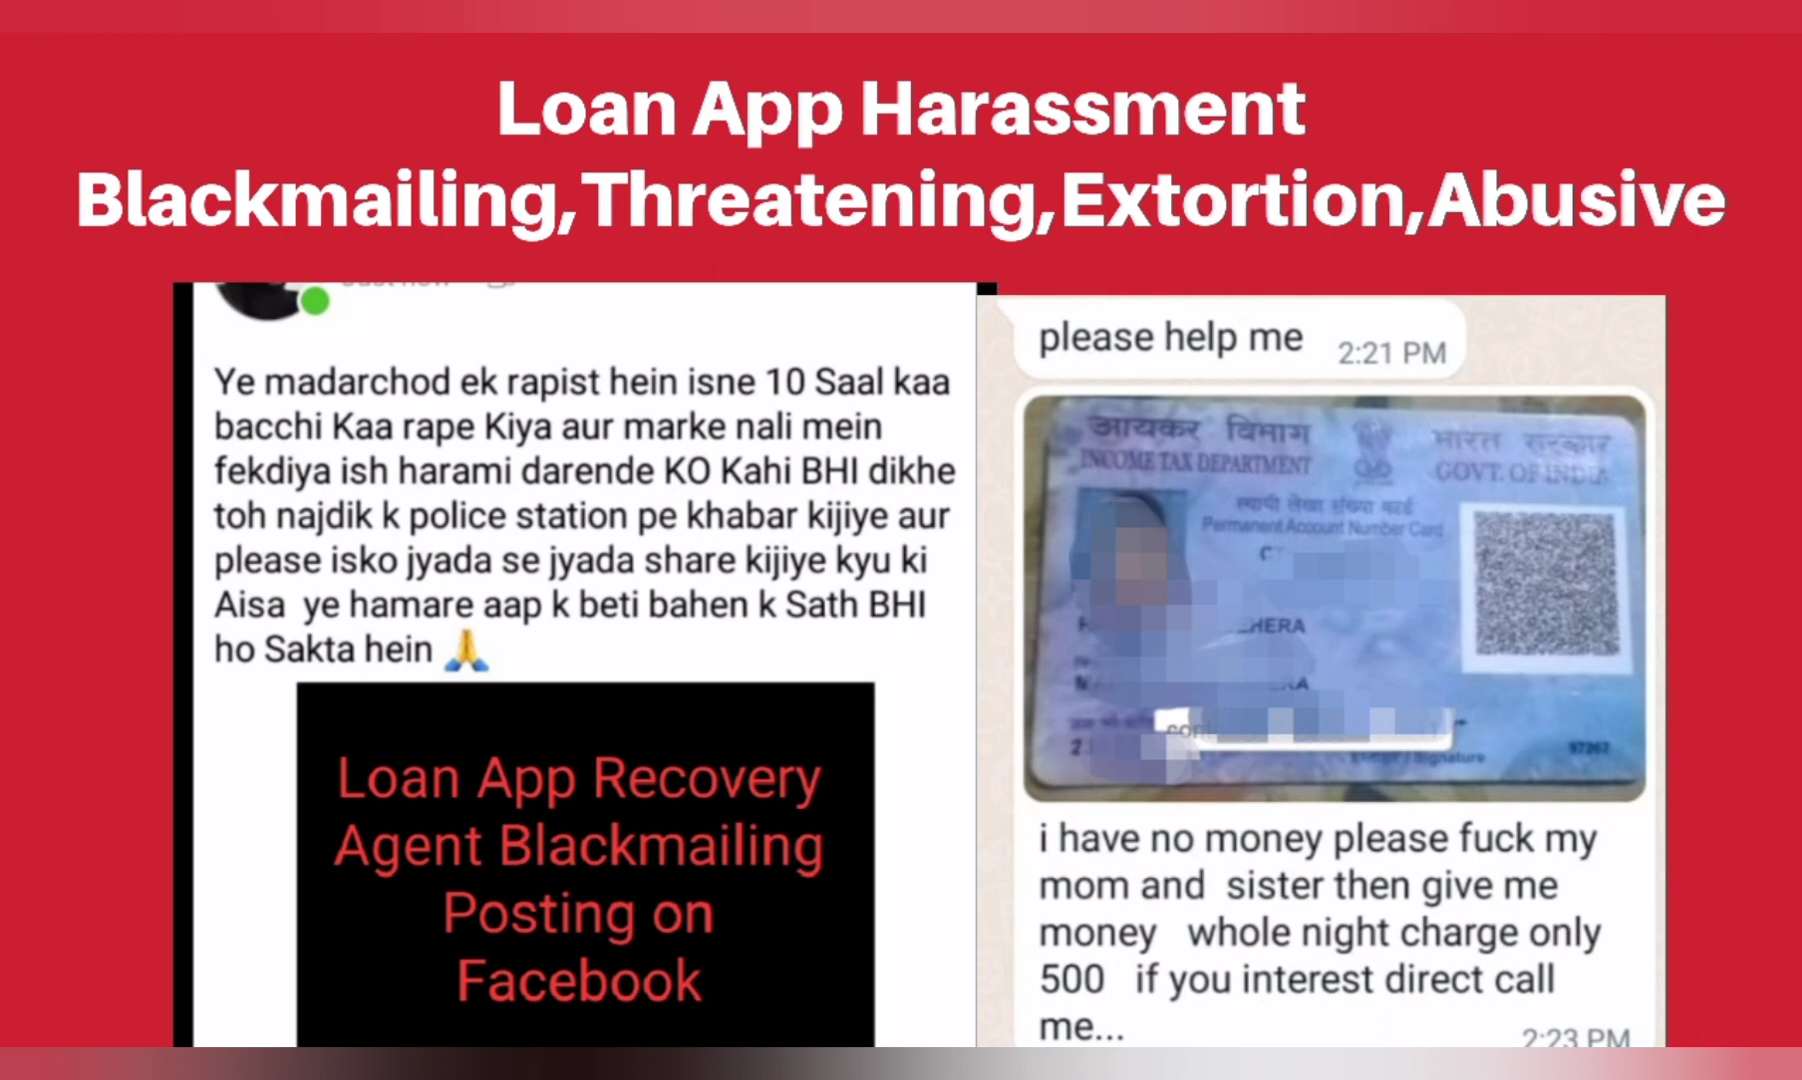 Loan App Harassment
Blackmailing,Threatening,Extortion,Abusive
Ye madarchod ek rapist hein isne 10 Saal kaa
bacchi Kaa rape Kiya aur marke nali mein
fekdiya ish harami darende KO Kahi BHI dikhe
toh najdik k police station pe khabar kijiye aur
please isko jyada se jyada share kijiye kyu ki
Aisa ye hamare aap k beti bahen k Sath BHI
ho Sakta hein 🙏
Loan App Recovery
Agent Blackmailing
Posting on
Facebook
please help me 2:21 PM
आयकर विभाग भारत सरकार
INCOME TAX DEPARTMENT GOVT. OF INDIA
स्थायी लेखा संख्या कार्ड
Permanent Account Number Card
Signature
97267
i have no money please fuck my
mom and sister then give me
money whole night charge only
500 if you interest direct call
me...
2:23 PM